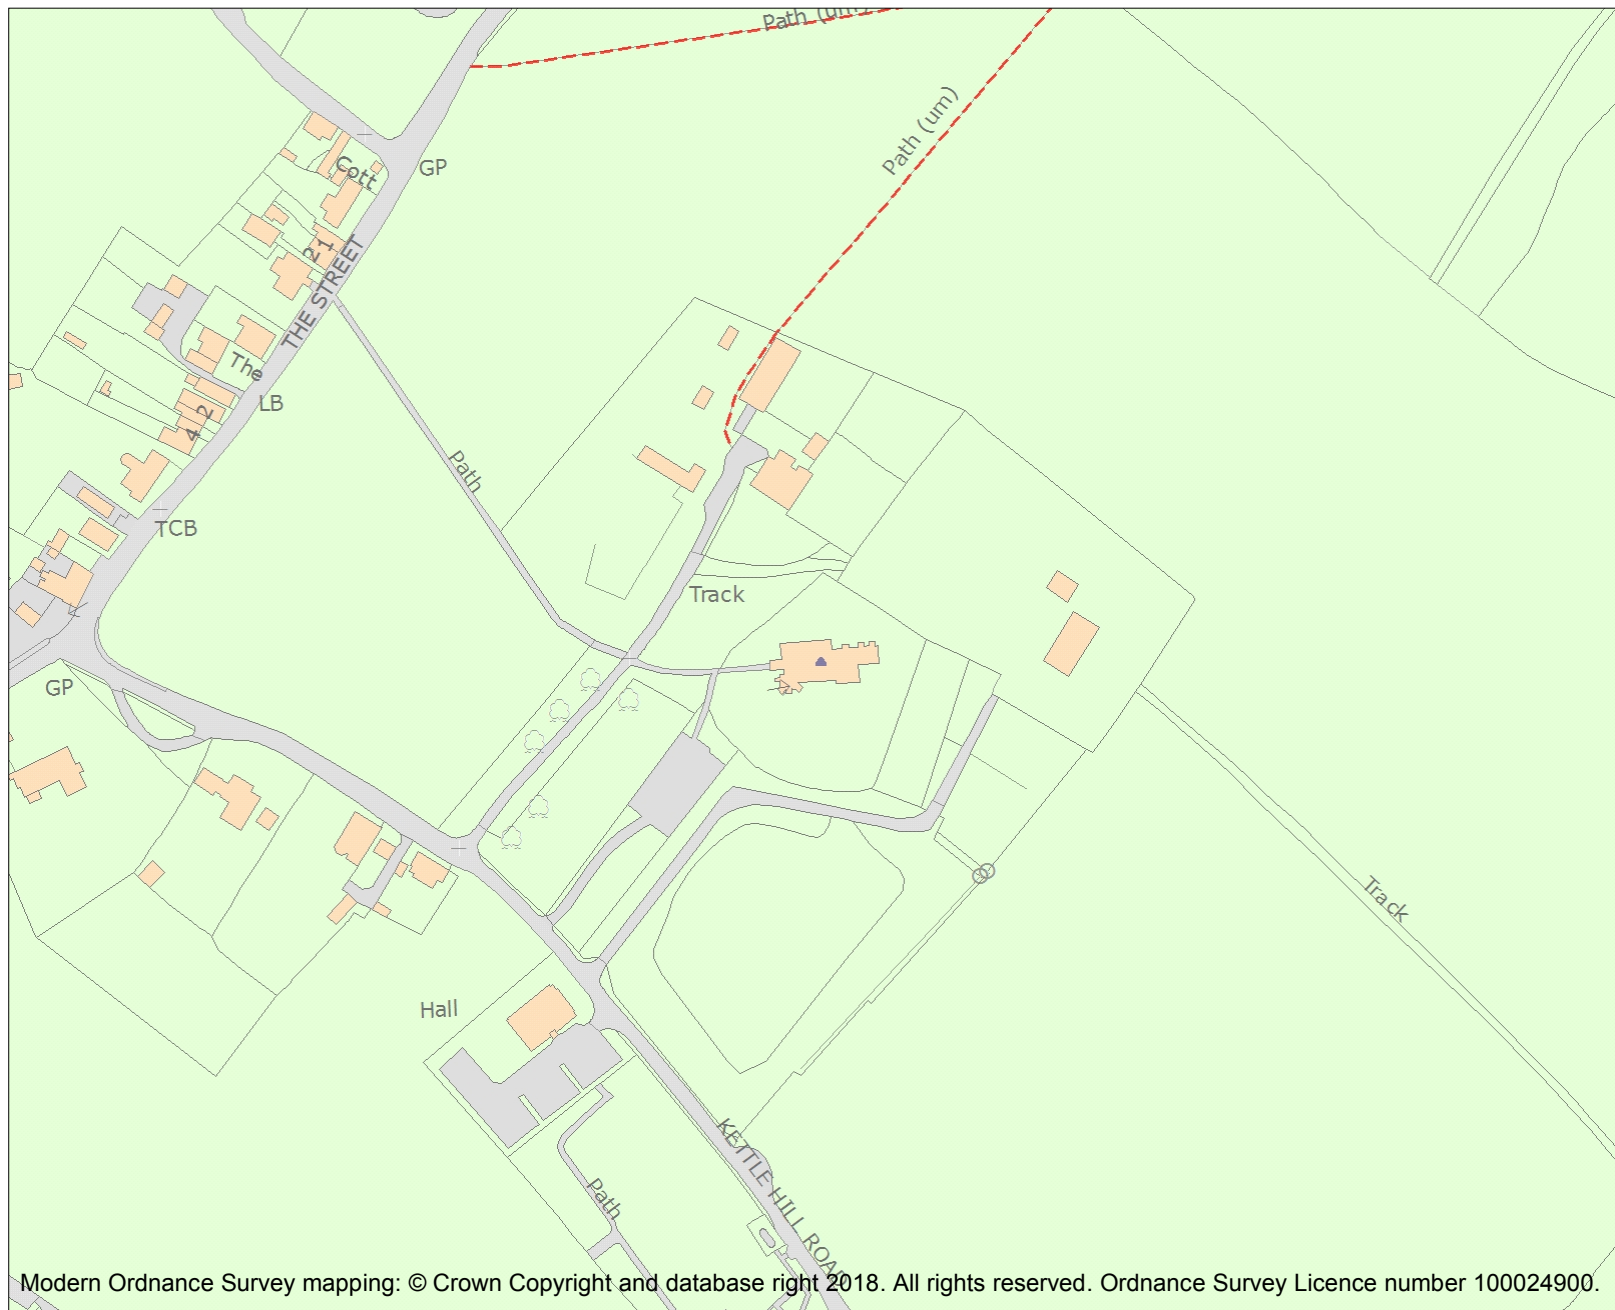 Path (um)
Path (um)
GP
Cott
2 1
THE STREET
The
LB
2
4
Path
TCB
Track
GP
Track
Hall
KETTLE HILL ROAD
Path
Modern Ordnance Survey mapping: © Crown Copyright and database right 2018. All rights reserved. Ordnance Survey Licence number 100024900.